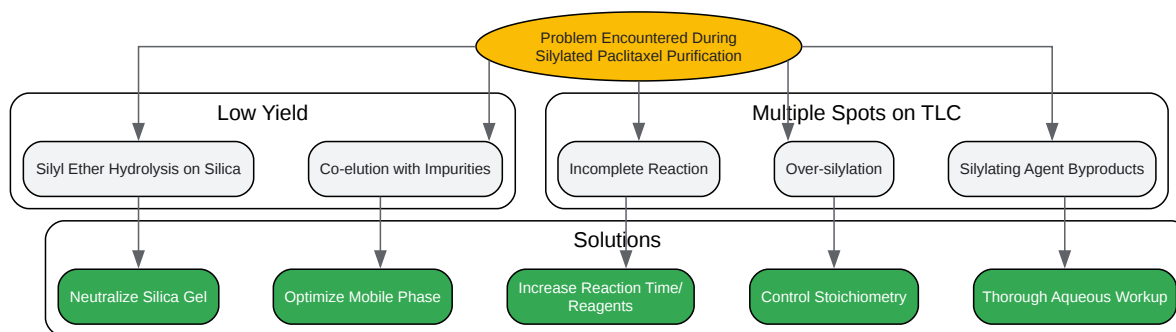 Problem Encountered During
Silylated Paclitaxel Purification
Low Yield
Multiple Spots on TLC
Silyl Ether Hydrolysis on Silica
Co-elution with Impurities
Incomplete Reaction
Over-silylation
Silylating Agent Byproducts
Solutions
Neutralize Silica Gel
Optimize Mobile Phase
Increase Reaction Time/
Reagents
Control Stoichiometry
Thorough Aqueous Workup